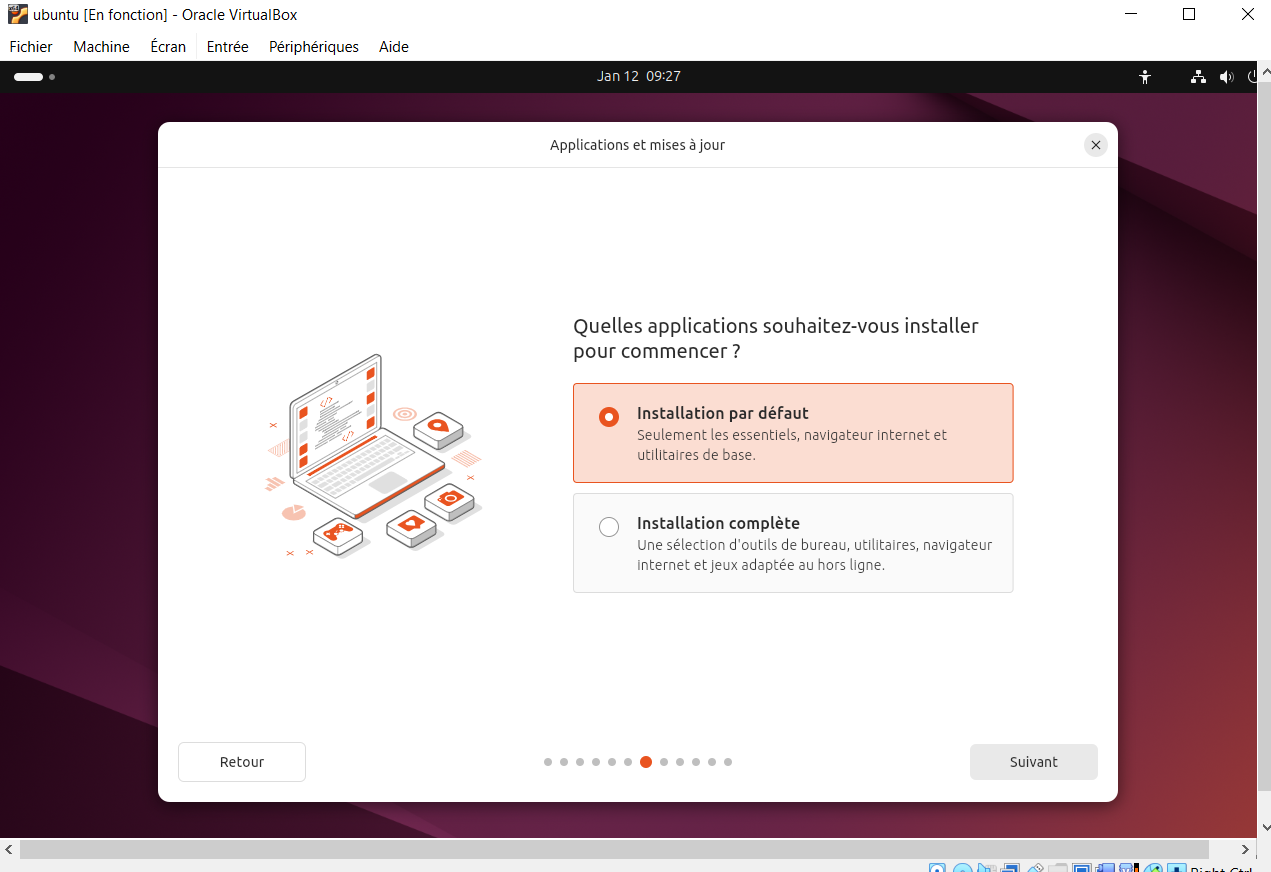 ubuntu [En fonction] - Oracle VirtualBox
Fichier Machine Écran Entrée Périphériques Aide
Jan 12 09:27
Applications et mises à jour
Quelles applications souhaitez-vous installer
pour commencer ?
Installation par défaut
Seulement les essentiels, navigateur internet et
utilitaires de base.
Installation complète
Une sélection d'outils de bureau, utilitaires, navigateur
internet et jeux adaptée au hors ligne.
Retour
Suivant
Right Ctrl